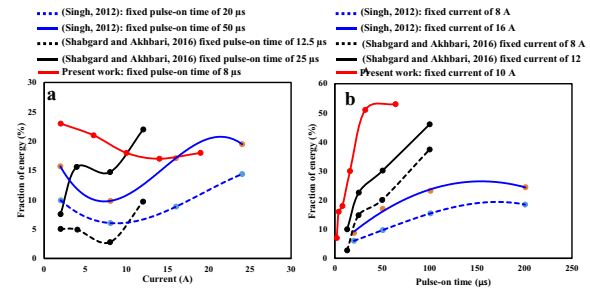 (Singh, 2012): fixed pulse-on time of 20 µs
(Singh, 2012): fixed pulse-on time of 50 µs
(Shabgard and Akhbari, 2016) fixed pulse-on time of 12.5 µs
(Shabgard and Akhbari, 2016) fixed pulse-on time of 25 µs
Present work: fixed pulse-on time of 8 µs
a
40
35
30
25
20
15
10
5
0
0 5 10 15 20 25 30
Fraction of energy (%)
Current (A)
(Singh, 2012): fixed current of 8 A
(Singh, 2012): fixed current of 16 A
(Shabgard and Akhbari, 2016) fixed current of 8 A
(Shabgard and Akhbari, 2016) fixed current of 12
A
Present work: fixed current of 10 A
b
60
50
40
30
20
10
0
0 50 100 150 200 250
Fraction of energy (%)
Pulse-on time (µs)